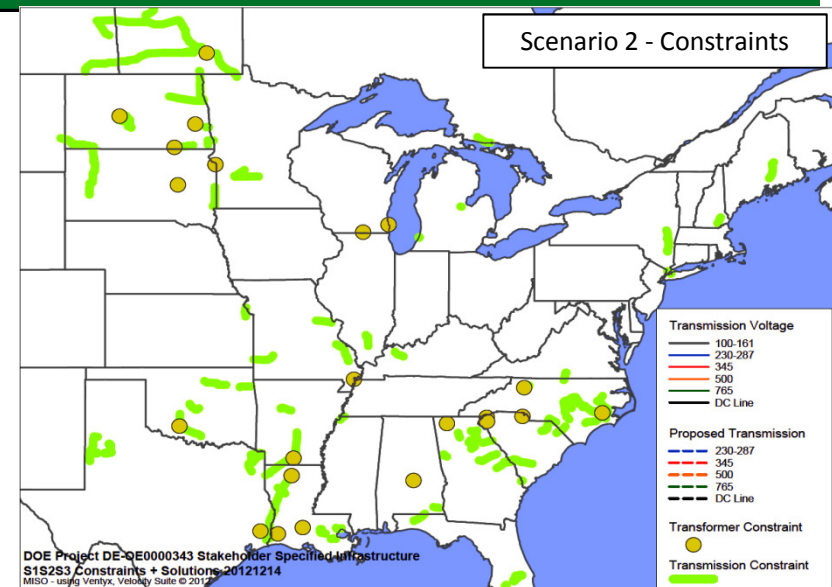 Scenario 2 - Constraints
Transmission Voltage
100-161
230-287
345
500
765
DC Line
Proposed Transmission
230-287
345
500
765
DC Line
Transformer Constraint
Transmission Constraint
DOE Project DE-OE0000343 Stakeholder Specified Infrastructure
S1S2S3 Constraints + Solutions 20121214
MISO - using Ventyx, Velocity Suite © 2012